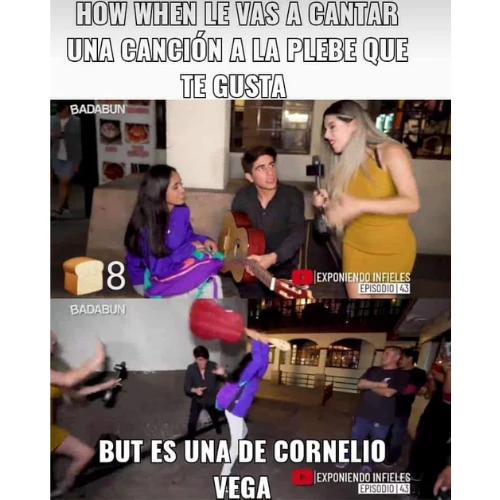 HOW WHEN LE VAS A CANTAR
UNA CANCIÓN A LA PLEBE QUE
TE GUSTA
BADABUN
8
EXPONIENDO INFIELES
EPISODIO | 43
BADABUN
BUT ES UNA DE CORNELIO
VEGA
EXPONIENDO INFIELES
EPISODIO | 43